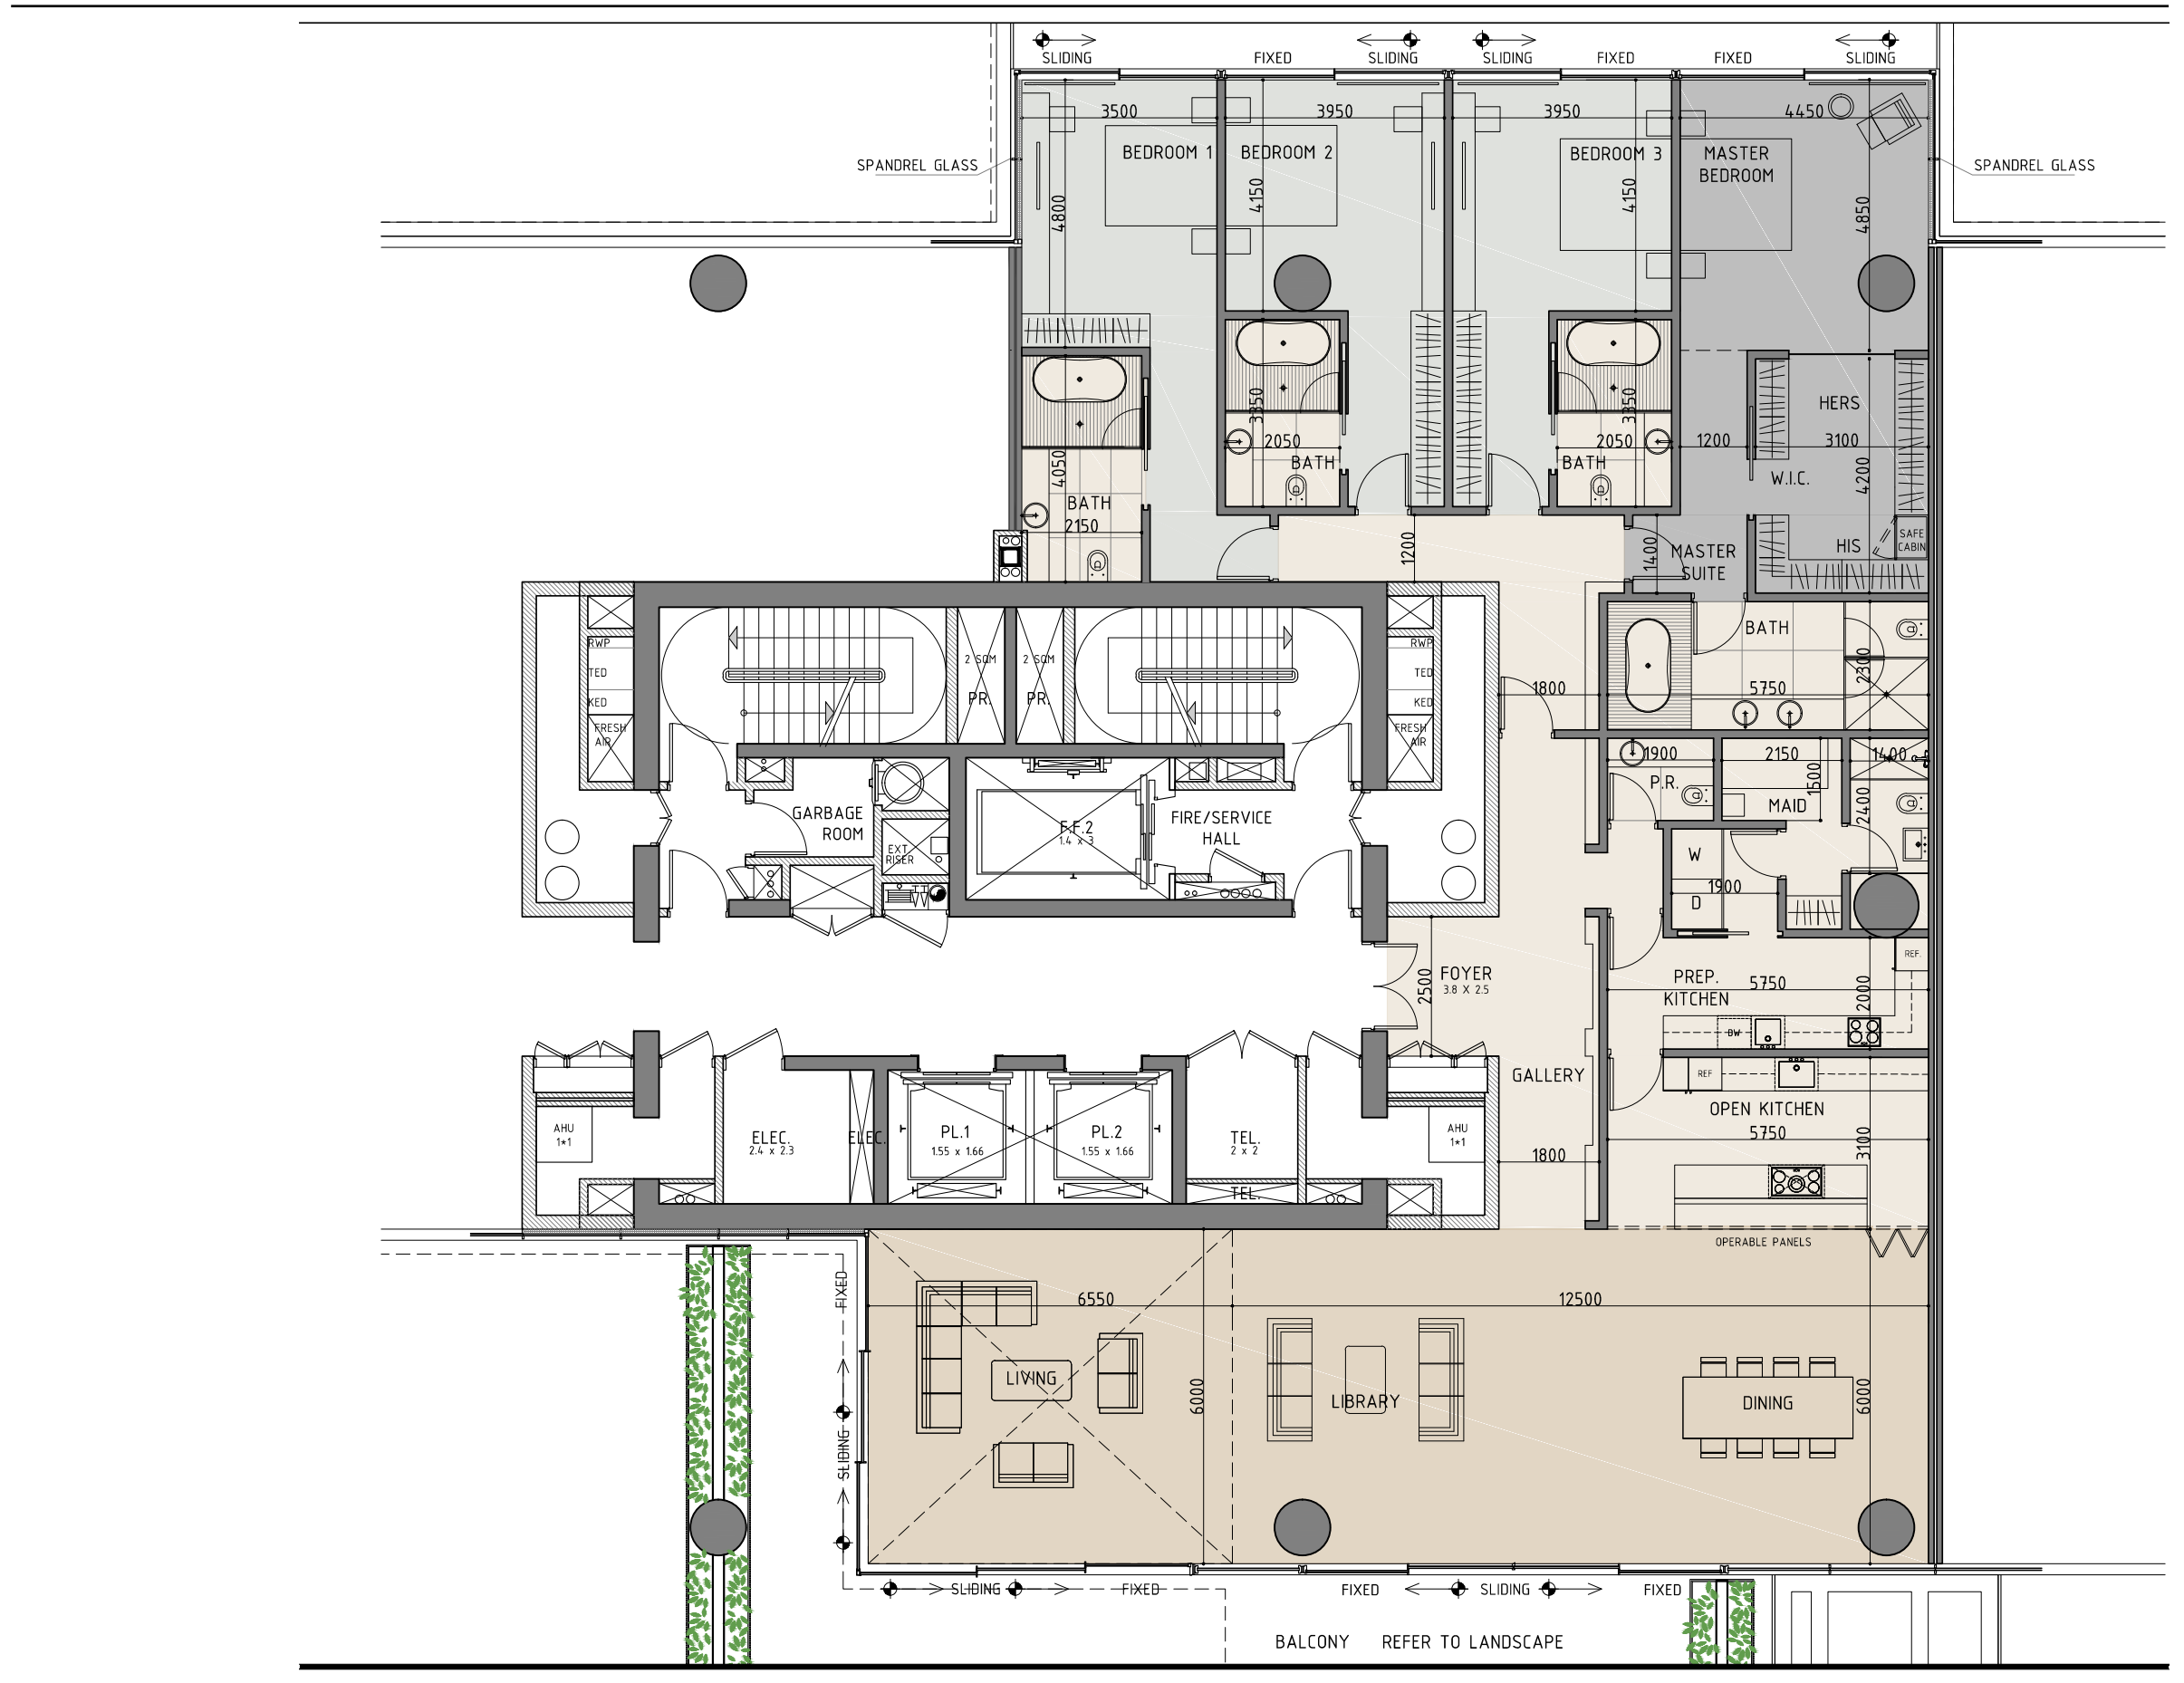 SLIDING
FIXED
SLIDING
SLIDING
FIXED
FIXED
SLIDING
3500
3950
3950
4450
SPANDREL GLASS
BEDROOM 1
BEDROOM 2
BEDROOM 3
MASTER
BEDROOM
SPANDREL GLASS
4800
4150
4150
4850
HERS
3350
3350
2050
2050
1200
3100
BATH
BATH
W.I.C.
4050
4200
BATH
2150
1200
1400
MASTER
SUITE
HIS
SAFE
CABIN
RWP
TED
KED
FRESH
AIR
2 SQM
PR.
2 SQM
PR.
RWP
TED
KED
FRESH
AIR
BATH
2300
1800
5750
1900
2150
1400
P.R.
1500
MAID
2400
GARBAGE
ROOM
EXT
RISER
F.F.2
1.4 x 3
FIRE/SERVICE
HALL
W
1900
D
FOYER
3.8 X 2.5
2500
PREP.
KITCHEN
5750
2000
REF.
DW
GALLERY
REF
OPEN KITCHEN
5750
3100
AHU
1*1
ELEC.
2.4 x 2.3
ELEC.
PL.1
1.55 x 1.66
PL.2
1.55 x 1.66
TEL.
2 x 2
TEL.
AHU
1*1
1800
OPERABLE PANELS
FIXED
6550
12500
LIVING
6000
LIBRARY
DINING
6000
SLIDING
SLIDING
FIXED
FIXED
SLIDING
FIXED
BALCONY REFER TO LANDSCAPE